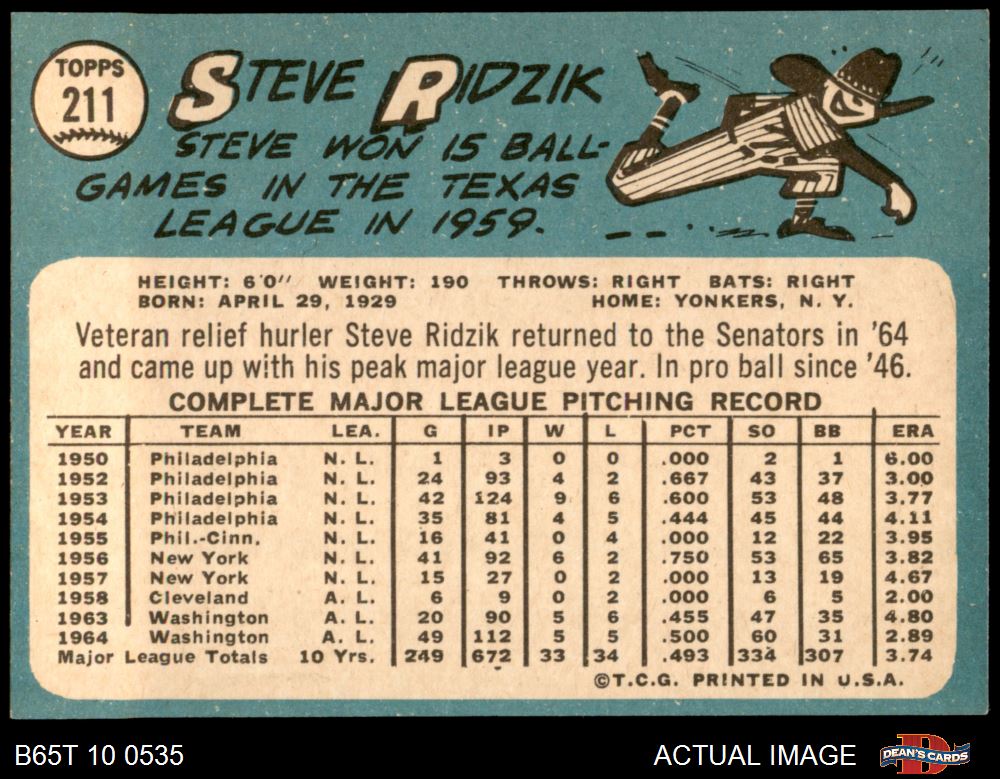 TOPPS
211
STEVE RIDZIK
STEVE WON 15 BALL-
GAMES IN THE TEXAS
LEAGUE IN 1959.
HEIGHT: 6'0" WEIGHT: 190 THROWS: RIGHT BATS: RIGHT
BORN: APRIL 29, 1929 HOME: YONKERS, N. Y.
Veteran relief hurler Steve Ridzik returned to the Senators in '64
and came up with his peak major league year. In pro ball since '46.
COMPLETE MAJOR LEAGUE PITCHING RECORD
YEAR TEAM LEA. G IP W L PCT SO BB ERA
1950 Philadelphia N. L. 1 3 0 0 .000 2 1 6.00
1952 Philadelphia N. L. 24 93 4 2 .667 43 37 3.00
1953 Philadelphia N. L. 42 124 9 6 .600 53 48 3.77
1954 Philadelphia N. L. 35 81 4 5 .444 45 44 4.11
1955 Phil.-Cinn. N. L. 16 41 0 4 .000 12 22 3.95
1956 New York N. L. 41 92 6 2 .750 53 65 3.82
1957 New York N. L. 15 27 0 2 .000 13 19 4.67
1958 Cleveland A. L. 6 9 0 2 .000 6 5 2.00
1963 Washington A. L. 20 90 5 6 .455 47 35 4.80
1964 Washington A. L. 49 112 5 5 .500 60 31 2.89
Major League Totals 10 Yrs. 249 672 33 34 .493 334 307 3.74
©T.C.G. PRINTED IN U.S.A.
B65T 10 0535 ACTUAL IMAGE DEAN'S CARDS